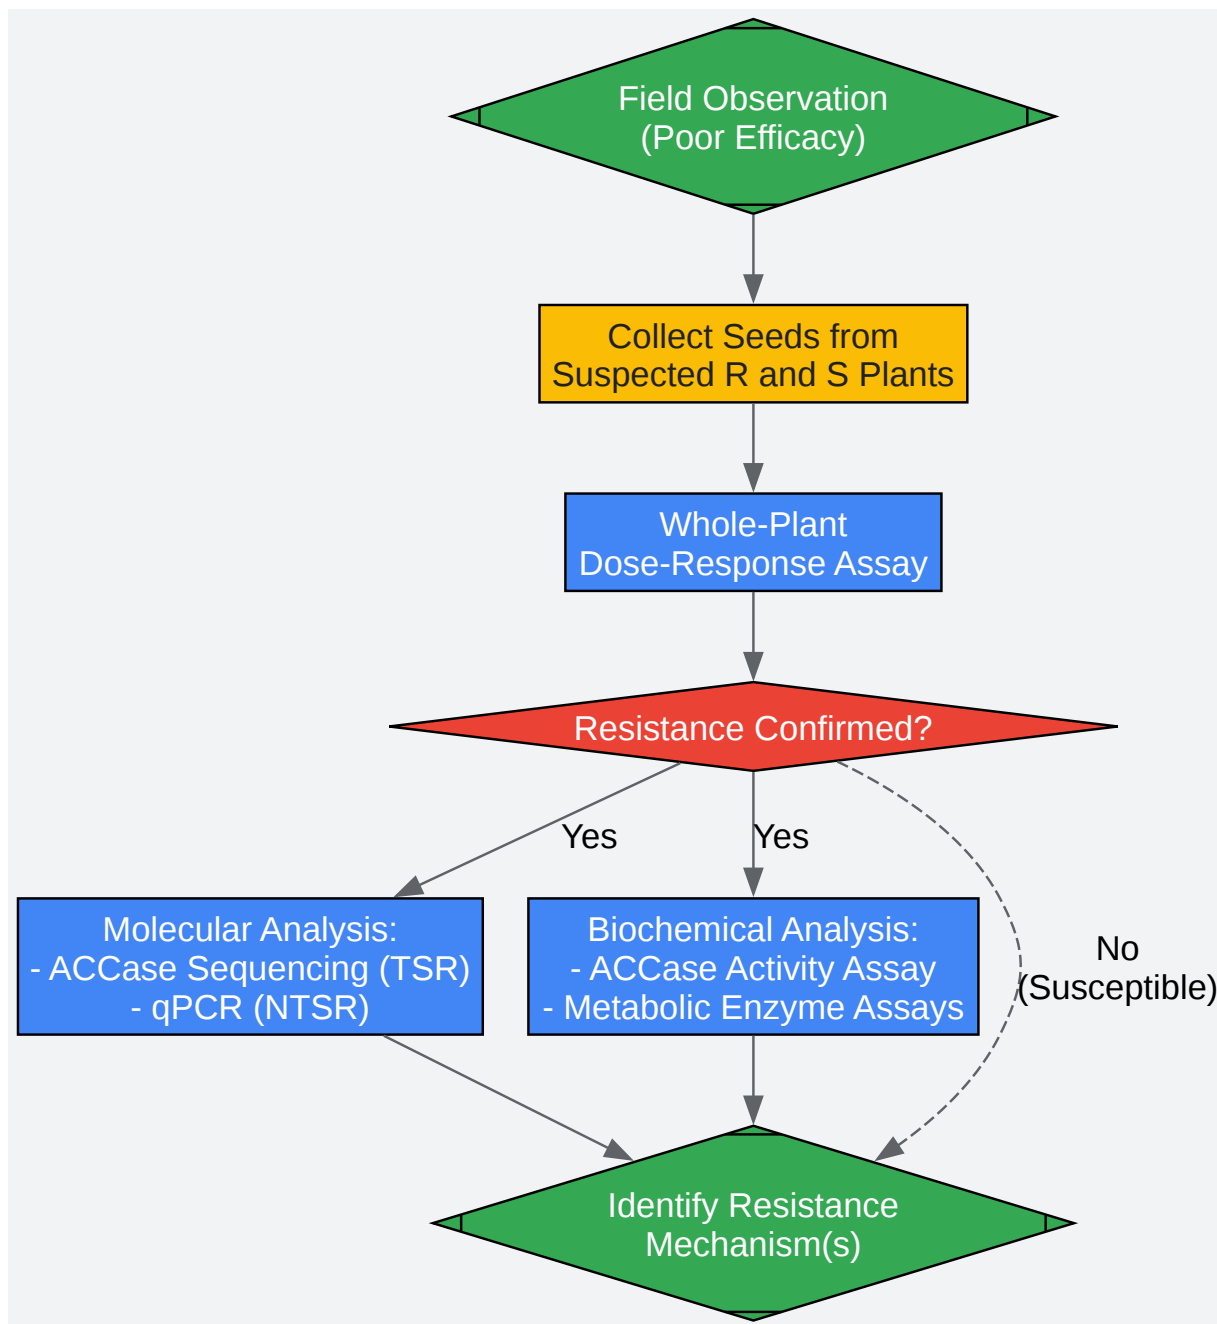 Field Observation
(Poor Efficacy)
Collect Seeds from
Suspected R and S Plants
Whole-Plant
Dose-Response Assay
Resistance Confirmed?
Yes
Yes
Molecular Analysis:
- ACCase Sequencing (TSR)
- qPCR (NTSR)
Biochemical Analysis:
- ACCase Activity Assay
- Metabolic Enzyme Assays
No
(Susceptible)
Identify Resistance
Mechanism(s)